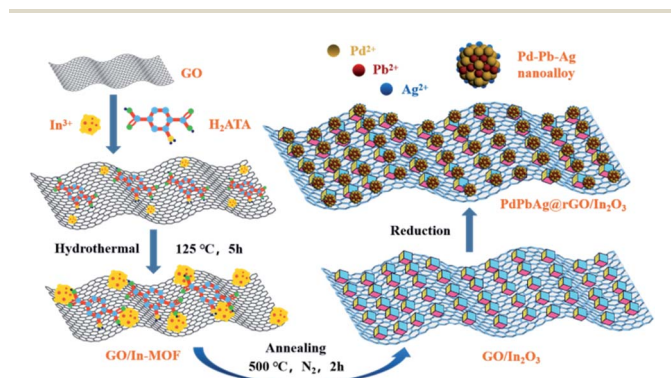 GO
In³⁺
H₂ATA
Hydrothermal
125 ℃, 5h
GO/In-MOF
Annealing
500 ℃, N₂, 2h
GO/In₂O₃
Reduction
Pd²⁺
Pb²⁺
Ag²⁺
Pd-Pb-Ag
nanoalloy
PdPbAg@rGO/In₂O₃